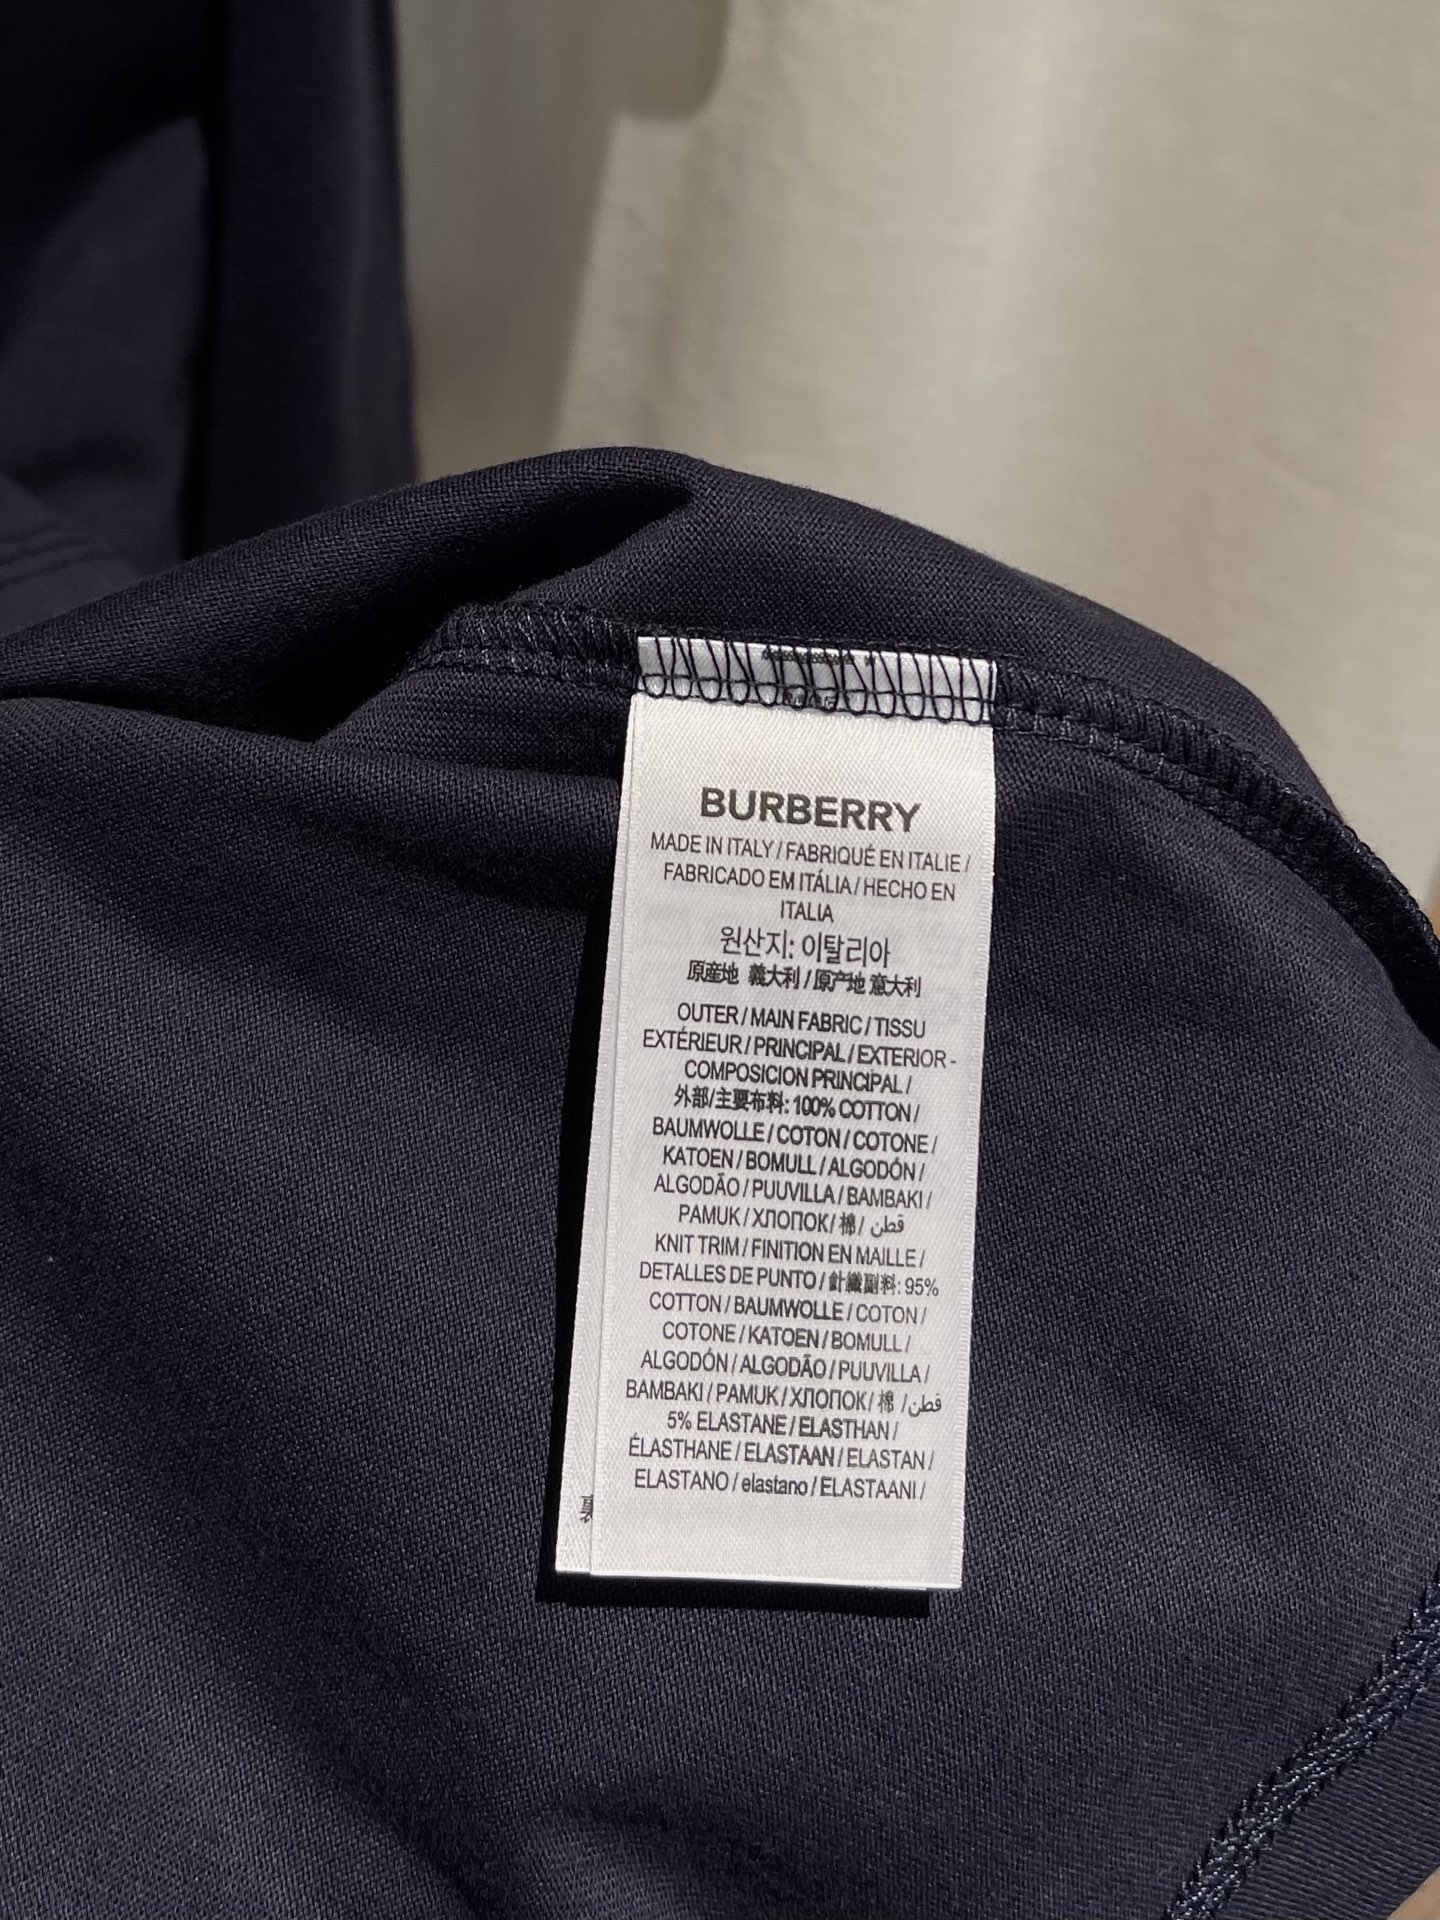 BURBERRY
MADE IN ITALY / FABRIQUÉ EN ITALIE /
FABRICADO EM ITÁLIA / HECHO EN
ITALIA
원산지: 이탈리아
原産地 義大利 / 原产地 意大利
OUTER / MAIN FABRIC / TISSU
EXTÉRIEUR / PRINCIPAL / EXTERIOR -
COMPOSICION PRINCIPAL /
外部/主要布料: 100% COTTON /
BAUMWOLLE / COTON / COTONE /
KATOEN / BOMULL / ALGODÓN /
ALGODÃO / PUUVILLA / BAMBAKI /
PAMUK / ХЛОПОК / 棉 / قطن
KNIT TRIM / FINITION EN MAILLE /
DETALLES DE PUNTO / 針織副料: 95%
COTTON / BAUMWOLLE / COTON /
COTONE / KATOEN / BOMULL /
ALGODÓN / ALGODÃO / PUUVILLA /
BAMBAKI / PAMUK / ХЛОПОК / 棉 / قطن
5% ELASTANE / ELASTHAN /
ÉLASTHANE / ELASTAAN / ELASTAN /
ELASTANO / elastano / ELASTAANI /